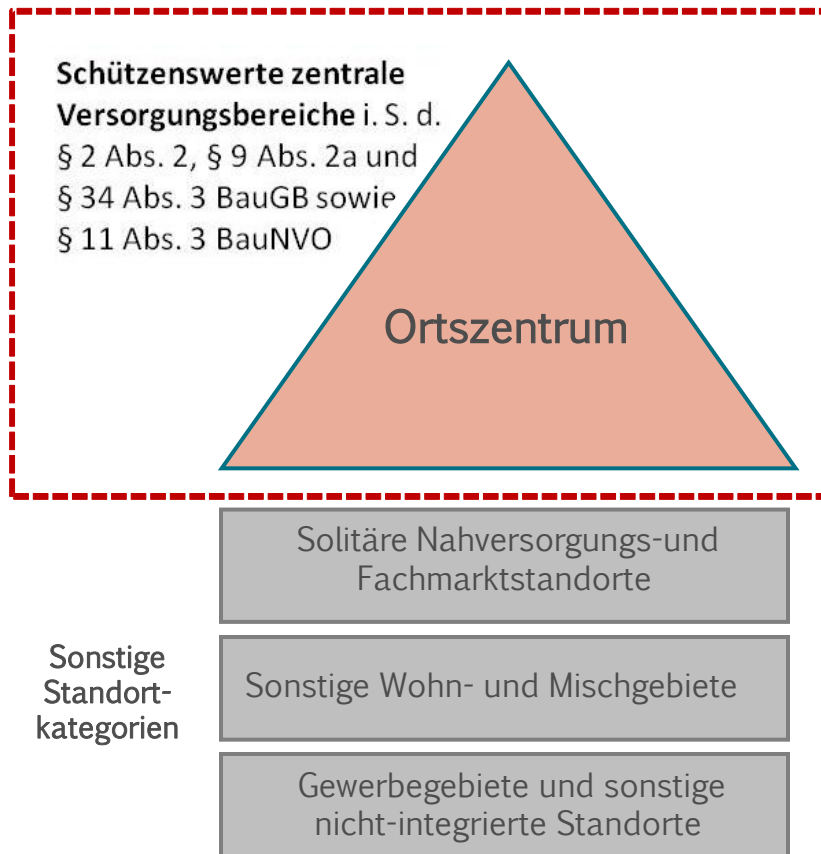 Schützenswerte zentrale
Versorgungsbereiche i. S. d.
§ 2 Abs. 2, § 9 Abs. 2a und
§ 34 Abs. 3 BauGB sowie
§ 11 Abs. 3 BauNVO
Ortszentrum
Solitäre Nahversorgungs-und
Fachmarktstandorte
Sonstige
Standort-
kategorien
Sonstige Wohn- und Mischgebiete
Gewerbegebiete und sonstige
nicht-integrierte Standorte